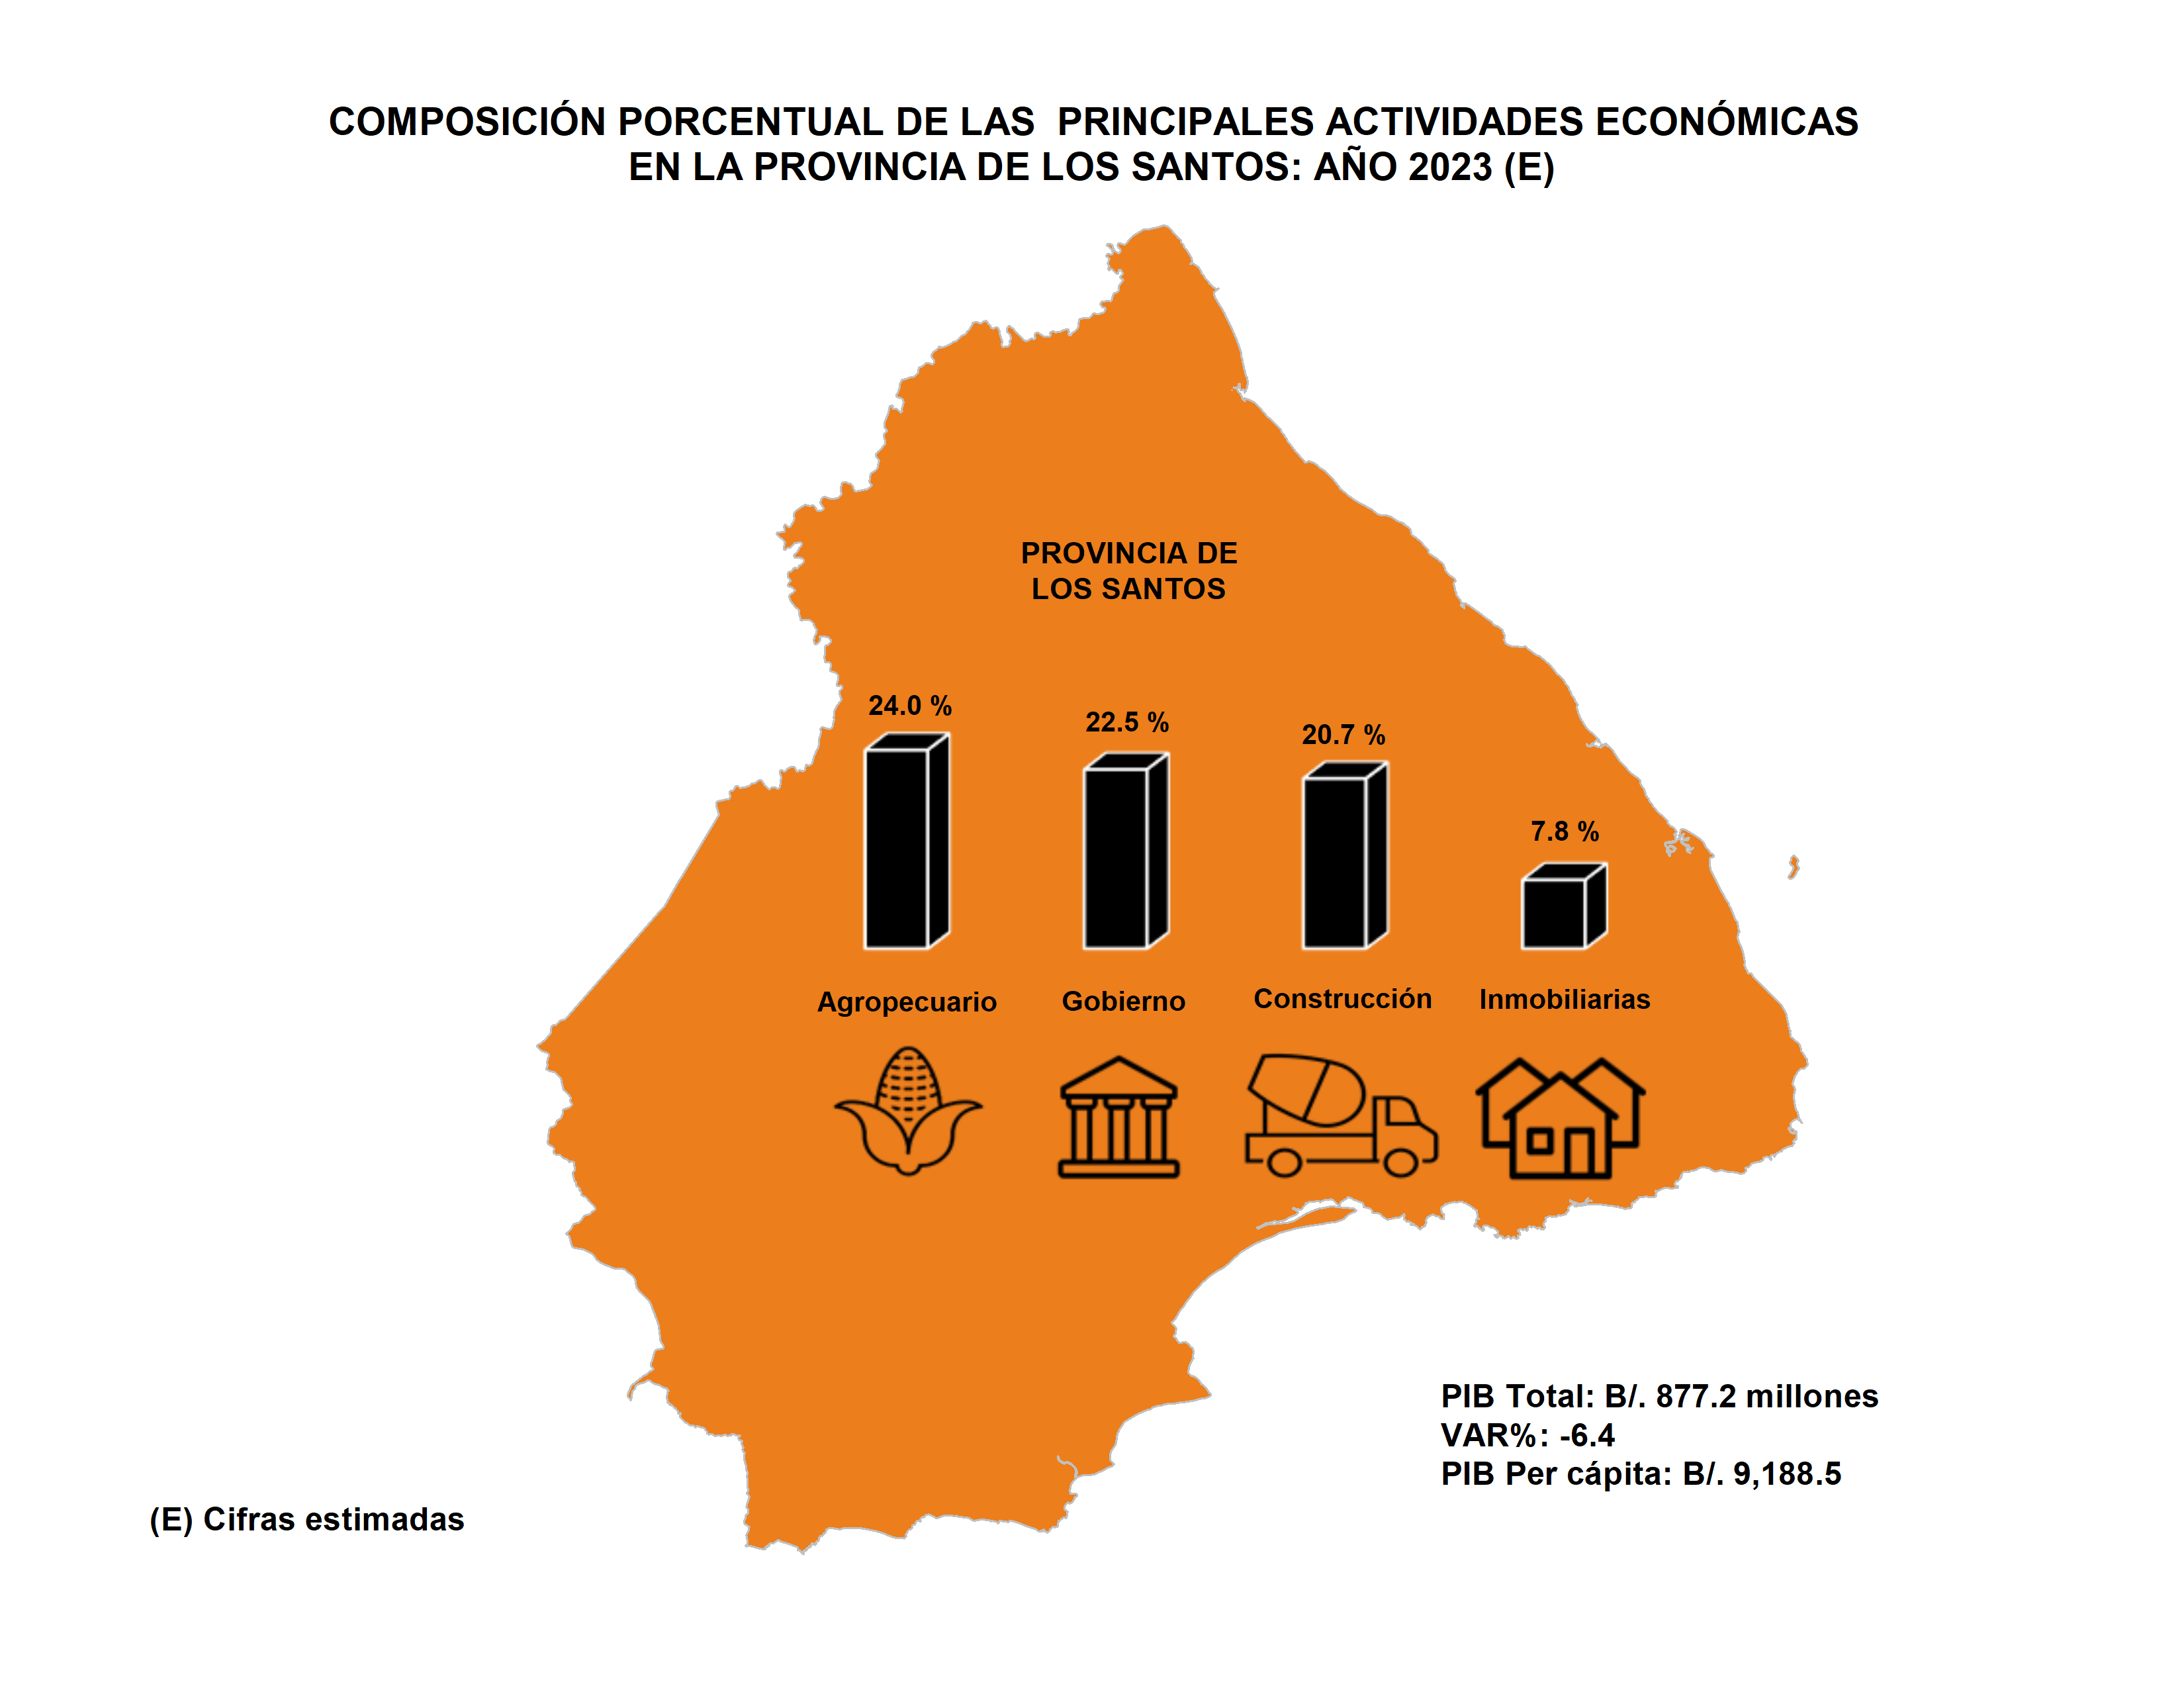 COMPOSICIÓN PORCENTUAL DE LAS  PRINCIPALES ACTIVIDADES ECONÓMICAS
EN LA PROVINCIA DE LOS SANTOS: AÑO 2023 (E)
PROVINCIA DE
LOS SANTOS
24.0 %
22.5 %
20.7 %
7.8 %
Agropecuario
Gobierno
Construcción
Inmobiliarias
PIB Total: B/. 877.2 millones
VAR%: -6.4
PIB Per cápita: B/. 9,188.5
(E) Cifras estimadas